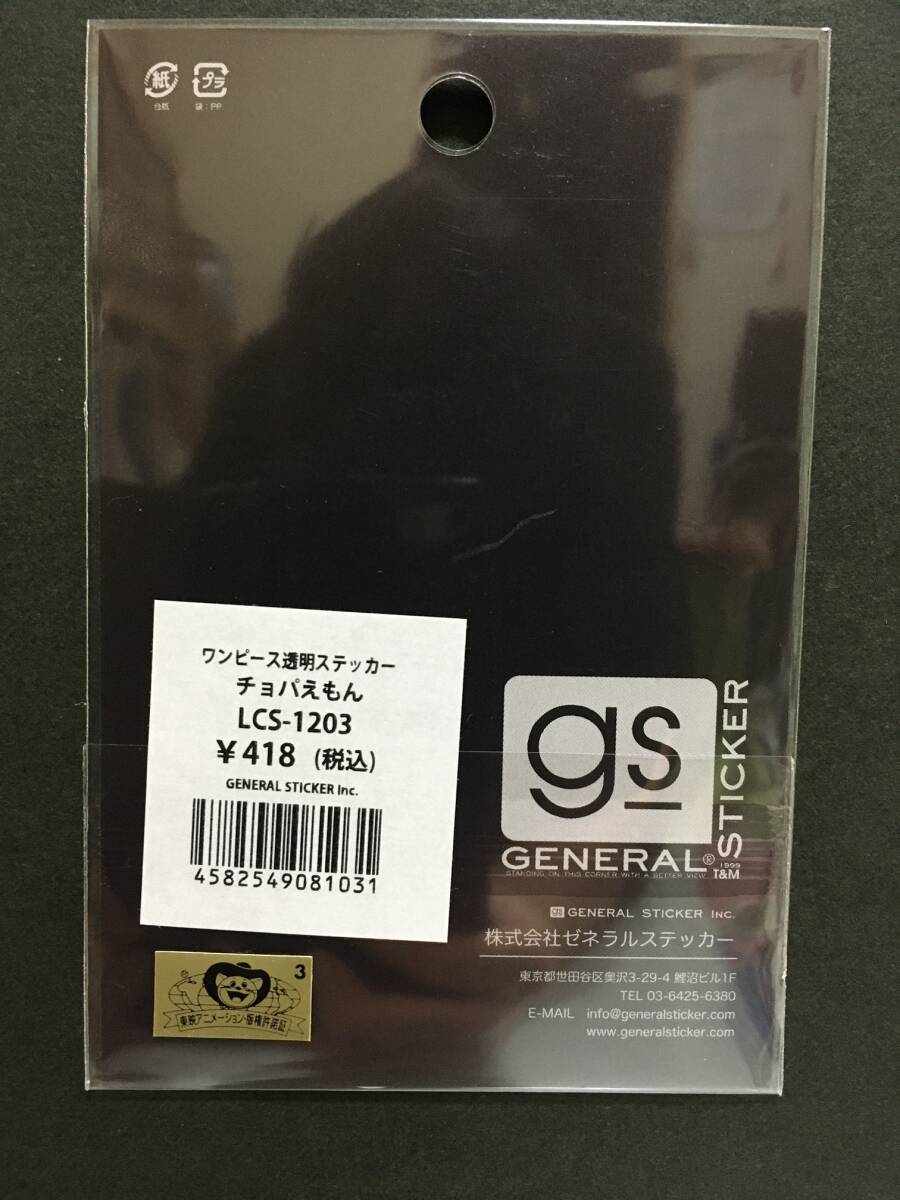 紙
プラ
台紙
袋:PP
ワンピース透明ステッカー
チョパえもん
LCS-1203
￥418 (税込)
GENERAL STICKER Inc.
4582549081031
gs
GENERAL®
STICKER
STANDING ON THIS CORNER WITH A BETTER VIEW.
1999
T&M
gs GENERAL STICKER INC.
株式会社ゼネラルステッカー
東京都世田谷区奥沢3-29-4 鯉沼ビル1F
TEL 03-6425-6380
E-MAIL info@generalsticker.com
www.generalsticker.com
3
東映アニメーション・版権許諾証